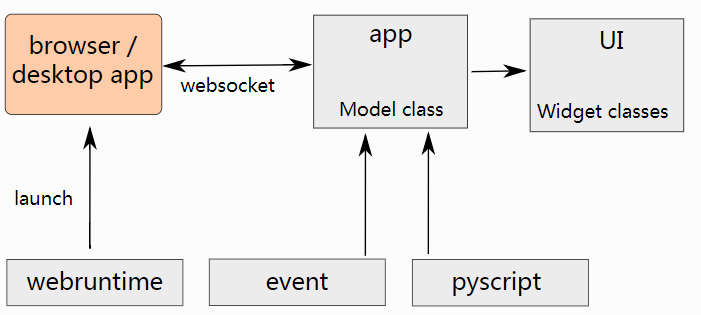 browser /
desktop app
websocket
app
Model class
UI
Widget classes
launch
webruntime
event
pyscript